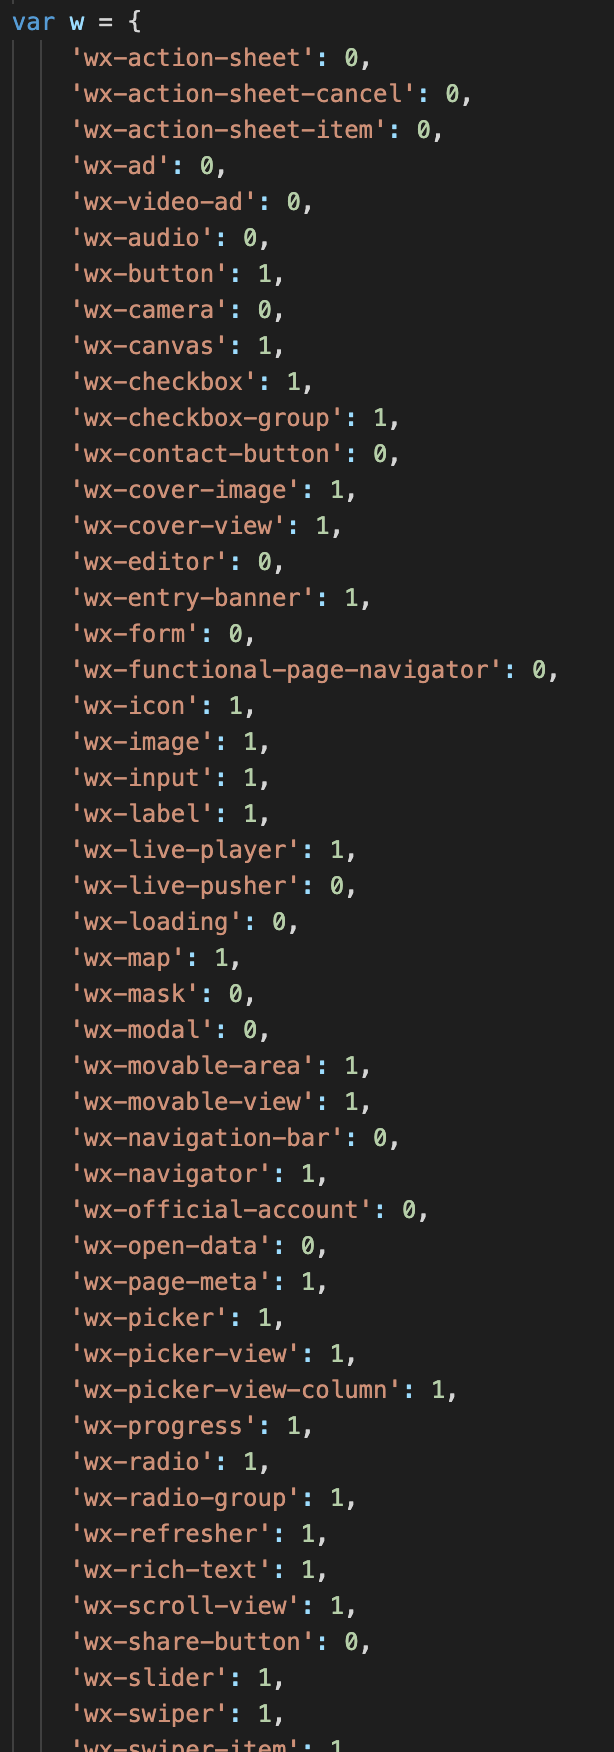 var w = {
'wx-action-sheet': 0,
'wx-action-sheet-cancel': 0,
'wx-action-sheet-item': 0,
'wx-ad': 0,
'wx-video-ad': 0,
'wx-audio': 0,
'wx-button': 1,
'wx-camera': 0,
'wx-canvas': 1,
'wx-checkbox': 1,
'wx-checkbox-group': 1,
'wx-contact-button': 0,
'wx-cover-image': 1,
'wx-cover-view': 1,
'wx-editor': 0,
'wx-entry-banner': 1,
'wx-form': 0,
'wx-functional-page-navigator': 0,
'wx-icon': 1,
'wx-image': 1,
'wx-input': 1,
'wx-label': 1,
'wx-live-player': 1,
'wx-live-pusher': 0,
'wx-loading': 0,
'wx-map': 1,
'wx-mask': 0,
'wx-modal': 0,
'wx-movable-area': 1,
'wx-movable-view': 1,
'wx-navigation-bar': 0,
'wx-navigator': 1,
'wx-official-account': 0,
'wx-open-data': 0,
'wx-page-meta': 1,
'wx-picker': 1,
'wx-picker-view': 1,
'wx-picker-view-column': 1,
'wx-progress': 1,
'wx-radio': 1,
'wx-radio-group': 1,
'wx-refresher': 1,
'wx-rich-text': 1,
'wx-scroll-view': 1,
'wx-share-button': 0,
'wx-slider': 1,
'wx-swiper': 1,
'wx-swiper-item': 1